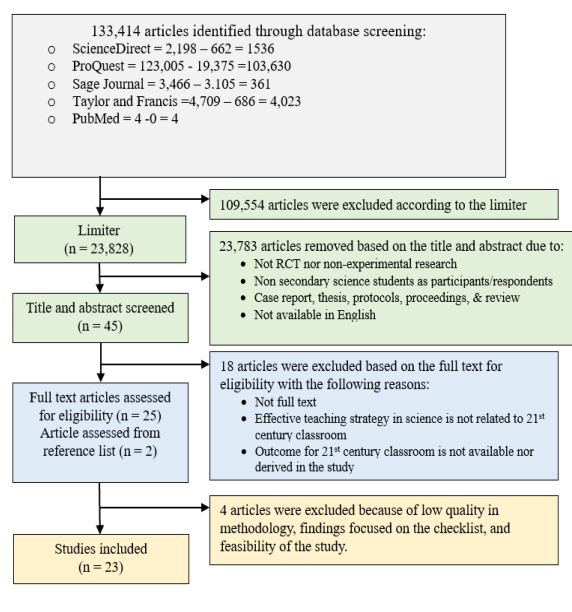 133,414 articles identified through database screening:
o ScienceDirect = 2,198 – 662 = 1536
o ProQuest = 123,005 - 19,375 =103,630
o Sage Journal = 3,466 – 3.105 = 361
o Taylor and Francis =4,709 – 686 = 4,023
o PubMed = 4 -0 = 4
109,554 articles were excluded according to the limiter
Limiter
(n = 23,828)
23,783 articles removed based on the title and abstract due to:
• Not RCT nor non-experimental research
• Non secondary science students as participants/respondents
• Case report, thesis, protocols, proceedings, & review
• Not available in English
Title and abstract screened
(n = 45)
18 articles were excluded based on the full text for
eligibility with the following reasons:
• Not full text
• Effective teaching strategy in science is not related to 21st
century classroom
• Outcome for 21st century classroom is not available nor
derived in the study
Full text articles assessed
for eligibility (n = 25)
Article assessed from
reference list (n = 2)
4 articles were excluded because of low quality in
methodology, findings focused on the checklist, and
feasibility of the study.
Studies included
(n = 23)